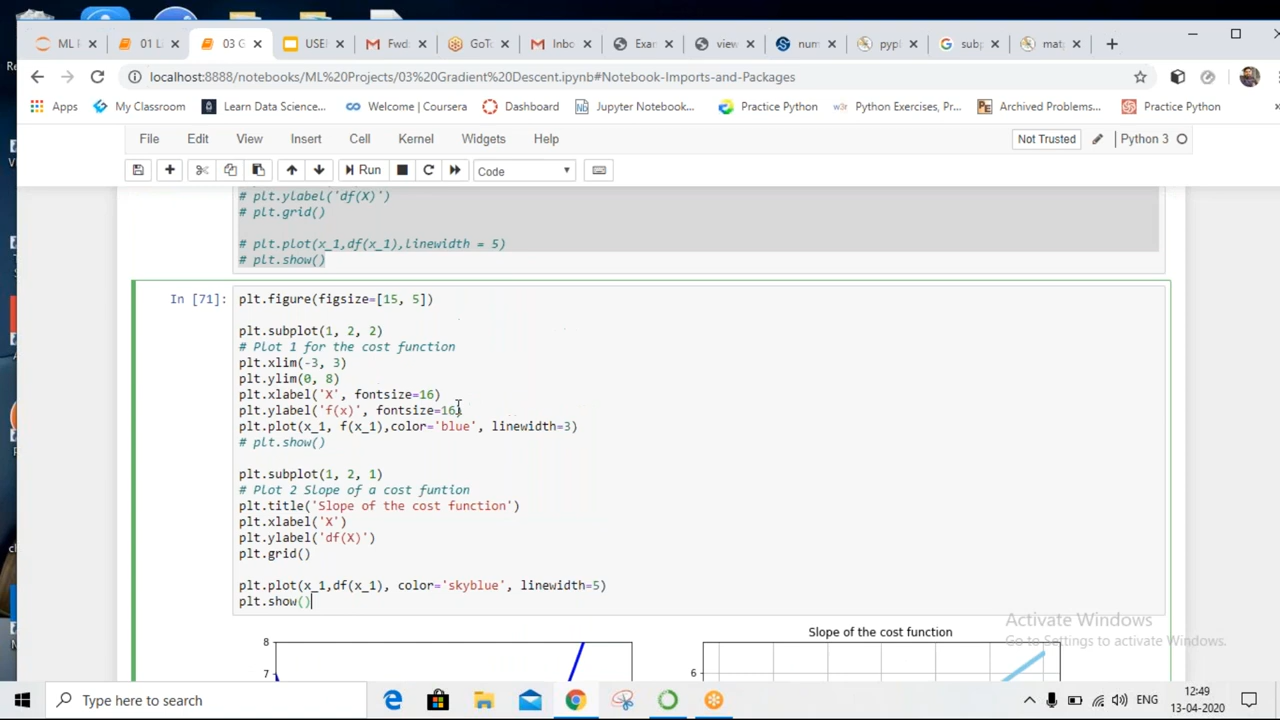 ML P
01 L
03 G
USE
Fwd:
GoTo
Inbo
Exar
view
num
pypl
subp
mat
localhost:8888/notebooks/ML%20Projects/03%20Gradient%20Descent.ipynb#Notebook-Imports-and-Packages
Apps
My Classroom
Learn Data Science...
Welcome | Coursera
Dashboard
Jupyter Notebook...
Practice Python
w3r
Python Exercises, Pr...
PE
Archived Problems...
Practice Python
File
Edit
View
Insert
Cell
Kernel
Widgets
Help
Not Trusted
Python 3
Run
Code
# plt.ylabel('df(X)')
# plt.grid()
# plt.plot(x_1,df(x_1),linewidth = 5)
# plt.show()
In [71]:
plt.figure(figsize=[15, 5])
plt.subplot(1, 2, 2)
# Plot 1 for the cost function
plt.xlim(-3, 3)
plt.ylim(0, 8)
plt.xlabel('X', fontsize=16)
plt.ylabel('f(x)', fontsize=16)
plt.plot(x_1, f(x_1),color='blue', linewidth=3)
# plt.show()
plt.subplot(1, 2, 1)
# Plot 2 Slope of a cost funtion
plt.title('Slope of the cost function')
plt.xlabel('X')
plt.ylabel('df(X)')
plt.grid()
plt.plot(x_1,df(x_1), color='skyblue', linewidth=5)
plt.show()
8
7
Slope of the cost function
6
Activate Windows
Go to Settings to activate Windows.
Type here to search
ENG
12:49
13-04-2020